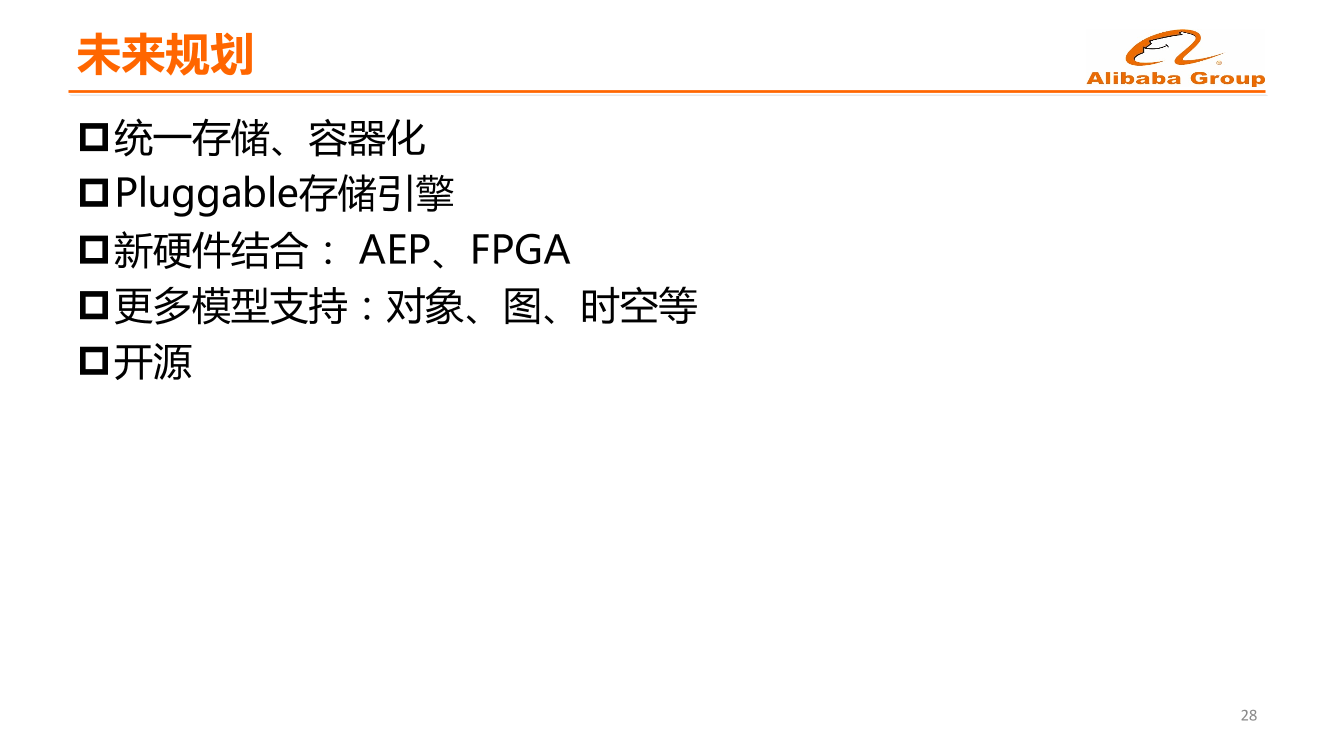 未来规划
Alibaba Group
统一存储、容器化
Pluggable存储引擎
新硬件结合： AEP、FPGA
更多模型支持：对象、图、时空等
开源
28